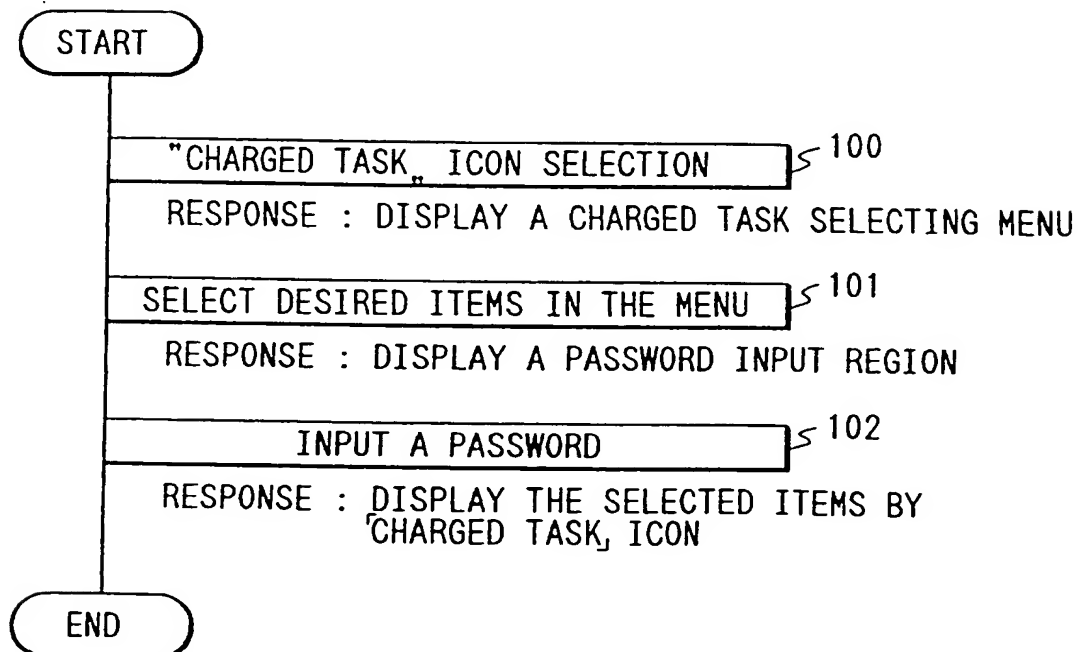 START
"CHARGED TASK„ ICON SELECTION
100
RESPONSE : DISPLAY A CHARGED TASK SELECTING MENU
SELECT DESIRED ITEMS IN THE MENU
101
RESPONSE : DISPLAY A PASSWORD INPUT REGION
INPUT A PASSWORD
102
RESPONSE : DISPLAY THE SELECTED ITEMS BY
「CHARGED TASK」 ICON
END